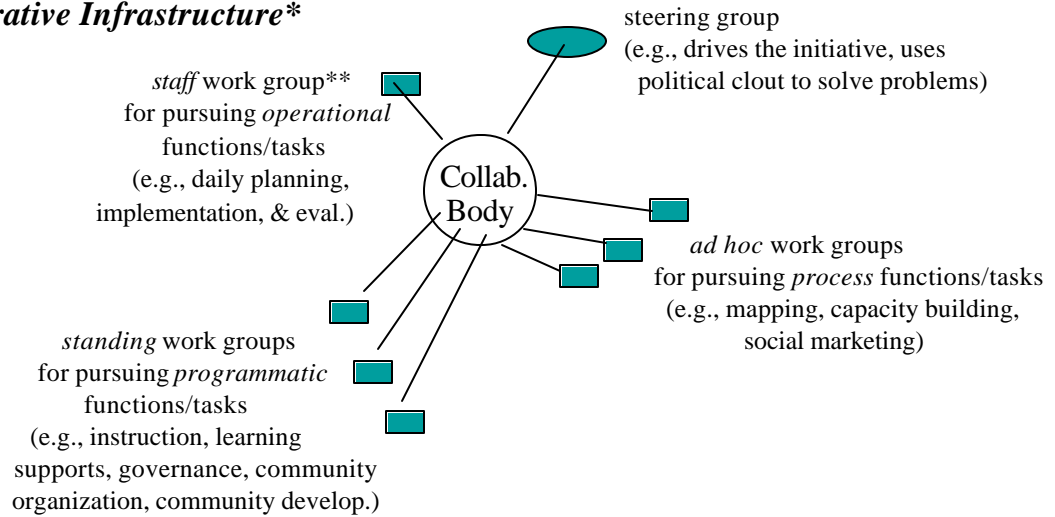 rative Infrastructure*
steering group
(e.g., drives the initiative, uses
political clout to solve problems)
staff work group**
for pursuing operational
functions/tasks
(e.g., daily planning,
implementation, & eval.)
Collab.
Body
ad hoc work groups
for pursuing process functions/tasks
(e.g., mapping, capacity building,
social marketing)
standing work groups
for pursuing programmatic
functions/tasks
(e.g., instruction, learning
supports, governance, community
organization, community develop.)